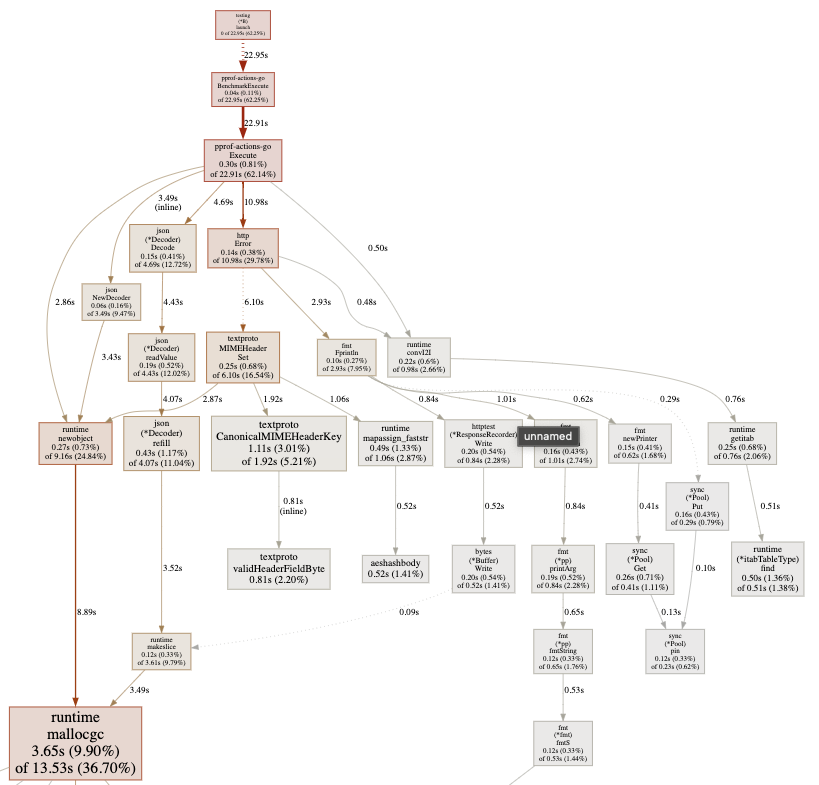 testing
(*B)
launch
0 of 22.95s (62.25%)
22.95s
pprof-actions-go
BenchmarkExecute
0.04s (0.11%)
of 22.95s (62.25%)
22.91s
pprof-actions-go
Execute
0.30s (0.81%)
of 22.91s (62.14%)
3.49s
(inline)
4.69s
10.98s
0.50s
json
(*Decoder)
Decode
0.15s (0.41%)
of 4.69s (12.72%)
http
Error
0.14s (0.38%)
of 10.98s (29.78%)
json
NewDecoder
0.06s (0.16%)
of 3.49s (9.47%)
2.86s
4.43s
6.10s
2.93s
0.48s
3.43s
json
(*Decoder)
readValue
0.19s (0.52%)
of 4.43s (12.02%)
textproto
MIMEHeader
Set
0.25s (0.68%)
of 6.10s (16.54%)
fmt
Fprintln
0.10s (0.27%)
of 2.93s (7.95%)
runtime
convI2I
0.22s (0.6%)
of 0.98s (2.66%)
4.07s
2.87s
1.92s
1.06s
0.84s
1.01s
0.62s
0.29s
0.76s
runtime
newobject
0.27s (0.73%)
of 9.16s (24.84%)
json
(*Decoder)
refill
0.43s (1.17%)
of 4.07s (11.04%)
textproto
CanonicalMIMEHeaderKey
1.11s (3.01%)
of 1.92s (5.21%)
runtime
mapassign_faststr
0.49s (1.33%)
of 1.06s (2.87%)
httptest
(*ResponseRecorder)
Write
0.20s (0.54%)
of 0.84s (2.28%)
unnamed
0.16s (0.43%)
of 1.01s (2.74%)
fmt
newPrinter
0.15s (0.41%)
of 0.62s (1.68%)
runtime
getitab
0.25s (0.68%)
of 0.76s (2.06%)
sync
(*Pool)
Put
0.16s (0.43%)
of 0.29s (0.79%)
0.81s
(inline)
0.52s
0.52s
0.84s
0.41s
0.51s
textproto
validHeaderFieldByte
0.81s (2.20%)
aeshashbody
0.52s (1.41%)
bytes
(*Buffer)
Write
0.20s (0.54%)
of 0.52s (1.41%)
fmt
(*pp)
printArg
0.19s (0.52%)
of 0.84s (2.28%)
sync
(*Pool)
Get
0.26s (0.71%)
of 0.41s (1.11%)
runtime
(*itabTableType)
find
0.50s (1.36%)
of 0.51s (1.38%)
3.52s
0.10s
8.89s
0.09s
0.65s
0.13s
runtime
makeslice
0.12s (0.33%)
of 3.61s (9.79%)
fmt
(*pp)
fmtString
0.12s (0.33%)
of 0.65s (1.76%)
sync
(*Pool)
pin
0.12s (0.33%)
of 0.23s (0.62%)
3.49s
0.53s
runtime
mallocgc
3.65s (9.90%)
of 13.53s (36.70%)
fmt
(*fmt)
fmtS
0.12s (0.33%)
of 0.53s (1.44%)